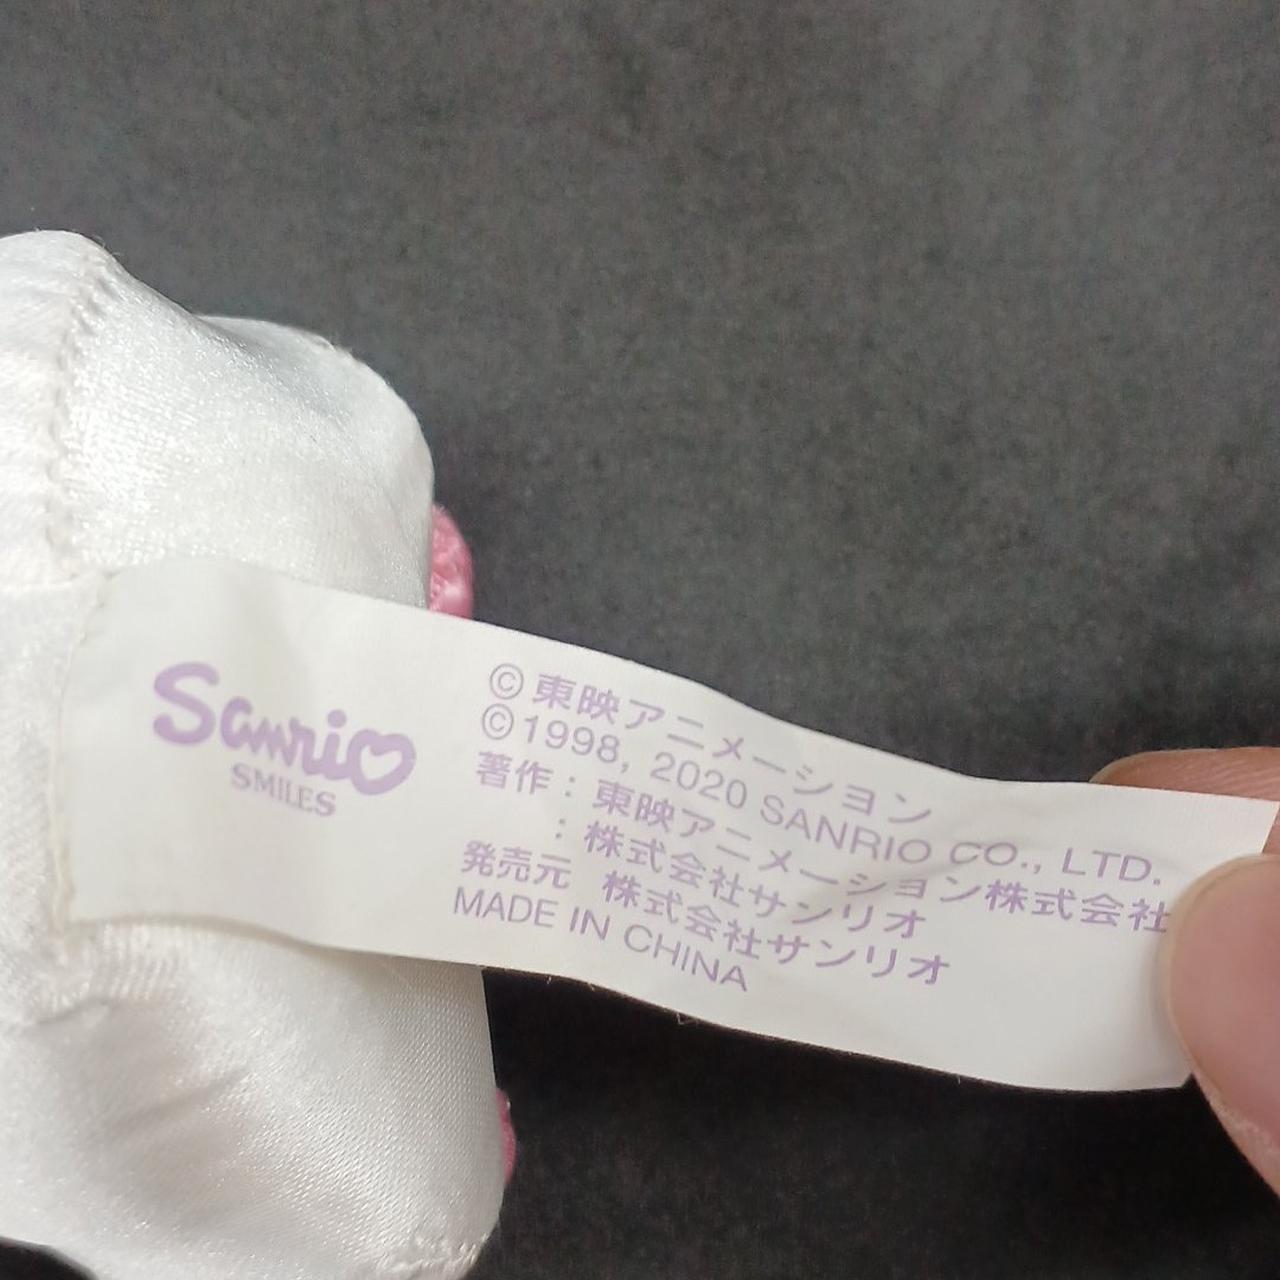 Sanrio
SMILES
©東映アニメーション
©1998, 2020 SANRIO CO., LTD.
著作：東映アニメーション株式会社
：株式会社サンリオ
発売元 株式会社サンリオ
MADE IN CHINA